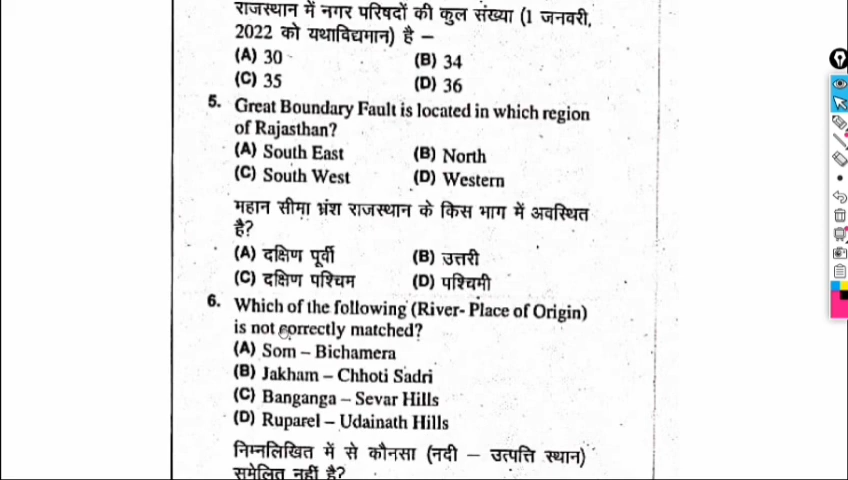 राजस्थान में नगर परिषदों की कुल संख्या (1 जनवरी,
2022 को यथाविद्यमान) है –
(A) 30 (B) 34
(C) 35 (D) 36
5. Great Boundary Fault is located in which region
of Rajasthan?
(A) South East (B) North
(C) South West (D) Western
महान सीमा भ्रंश राजस्थान के किस भाग में अवस्थित
है?
(A) दक्षिण पूर्वी (B) उत्तरी
(C) दक्षिण पश्चिम (D) पश्चिमी
6. Which of the following (River- Place of Origin)
is not correctly matched?
(A) Som – Bichamera
(B) Jakham – Chhoti Sadri
(C) Banganga – Sevar Hills
(D) Ruparel – Udainath Hills
निम्नलिखित में से कौनसा (नदी – उत्पत्ति स्थान)
सुमेलित नहीं है?